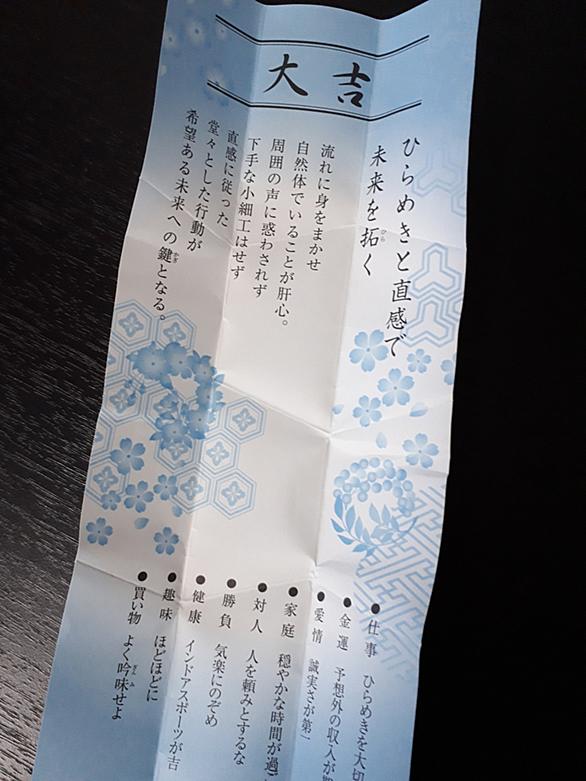 大吉
ひらめきと直感で
未来を拓く
ひら
流れに身をまかせ
自然体でいることが肝心。
周囲の声に惑わされず
下手な小細工はせず
直感に従った
堂々とした行動が
希望ある未来への鍵となる。
かぎ
●仕事 ひらめきを大切
●金運 予想外の収入が
●愛情 誠実さが第一
●家庭 穏やかな時間が過
●対人 人を頼みとするな
●勝負 気楽にのぞめ
●健康 インドアスポーツが吉
●趣味 ほどほどに
●買い物 よく吟味せよ
ぎんみ